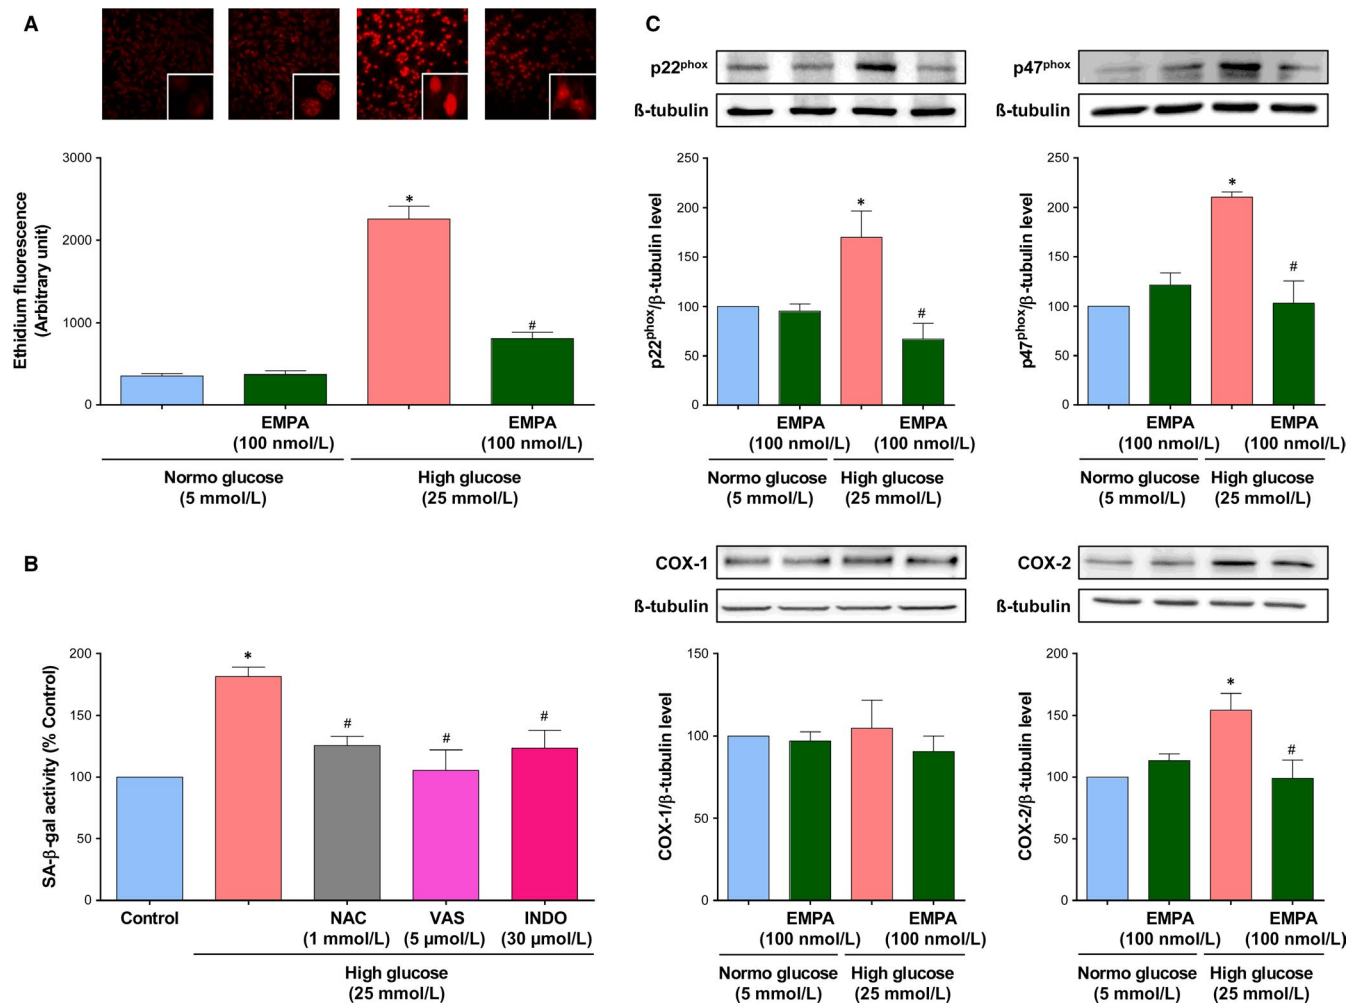 A
3000
2000
1000
0
Ethidium fluorescence
(Arbitrary unit)
*
#
EMPA
(100 nmol/L)
EMPA
(100 nmol/L)
Normo glucose
(5 mmol/L)
High glucose
(25 mmol/L)
B
200
150
100
50
0
SA-β-gal activity (% Control)
*
#
#
#
Control
NAC
(1 mmol/L)
VAS
(5 µmol/L)
INDO
(30 µmol/L)
High glucose
(25 mmol/L)
C
p22phox
ß-tubulin
250
200
150
100
50
0
p22phox/β-tubulin level
*
#
EMPA
(100 nmol/L)
EMPA
(100 nmol/L)
Normo glucose
(5 mmol/L)
High glucose
(25 mmol/L)
p47phox
ß-tubulin
250
200
150
100
50
0
p47phox/β-tubulin level
*
#
EMPA
(100 nmol/L)
EMPA
(100 nmol/L)
Normo glucose
(5 mmol/L)
High glucose
(25 mmol/L)
COX-1
ß-tubulin
150
100
50
0
COX-1/β-tubulin level
EMPA
(100 nmol/L)
EMPA
(100 nmol/L)
Normo glucose
(5 mmol/L)
High glucose
(25 mmol/L)
COX-2
ß-tubulin
200
150
100
50
0
COX-2/β-tubulin level
*
#
EMPA
(100 nmol/L)
EMPA
(100 nmol/L)
Normo glucose
(5 mmol/L)
High glucose
(25 mmol/L)